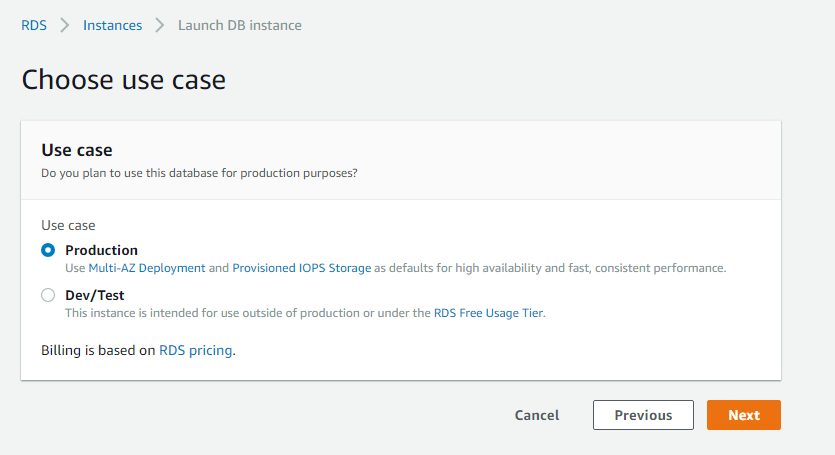 RDS > Instances > Launch DB instance
Choose use case
Use case
Do you plan to use this database for production purposes?
Use case
Production
Use Multi-AZ Deployment and Provisioned IOPS Storage as defaults for high availability and fast, consistent performance.
Dev/Test
This instance is intended for use outside of production or under the RDS Free Usage Tier.
Billing is based on RDS pricing.
Cancel Previous Next